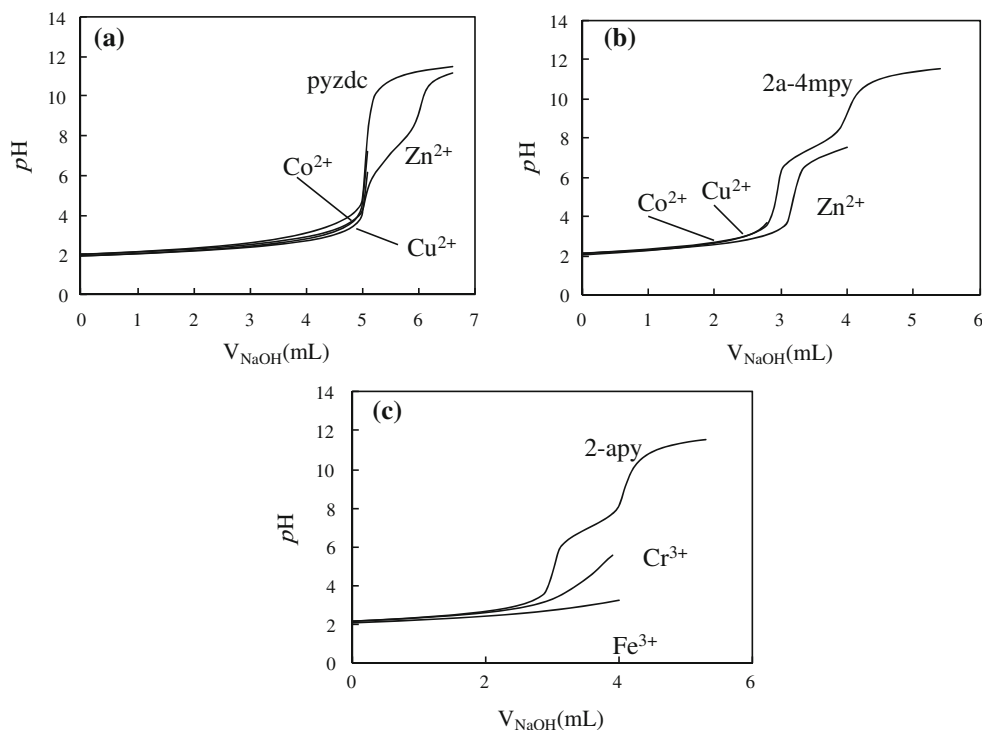 (a)
14
12
10
8
6
4
2
0
pH
pyzdc
Co²⁺
Zn²⁺
Cu²⁺
0 1 2 3 4 5 6 7
V_NaOH(mL)
(b)
14
12
10
8
6
4
2
0
pH
2a-4mpy
Cu²⁺
Co²⁺
Zn²⁺
0 1 2 3 4 5 6
V_NaOH(mL)
(c)
14
12
10
8
6
4
2
0
pH
2-apy
Cr³⁺
Fe³⁺
0 2 4 6
V_NaOH(mL)